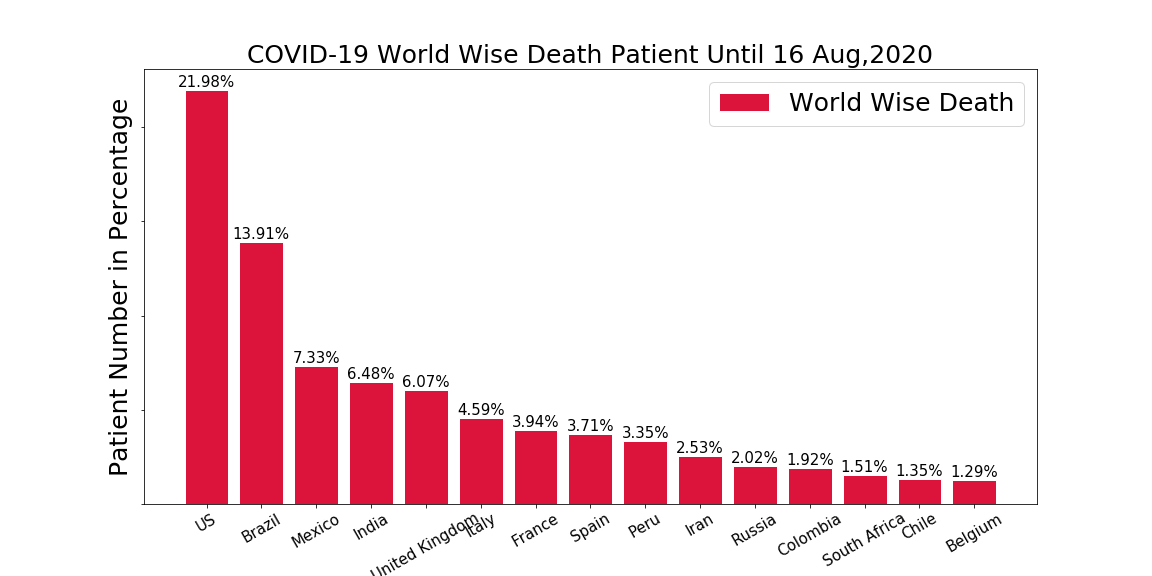 COVID-19 World Wise Death Patient Until 16 Aug,2020
World Wise Death
Patient Number in Percentage
21.98%
13.91%
7.33%
6.48%
6.07%
4.59%
3.94%
3.71%
3.35%
2.53%
2.02%
1.92%
1.51%
1.35%
1.29%
US
Brazil
Mexico
India
United Kingdom
Italy
France
Spain
Peru
Iran
Russia
Colombia
South Africa
Chile
Belgium